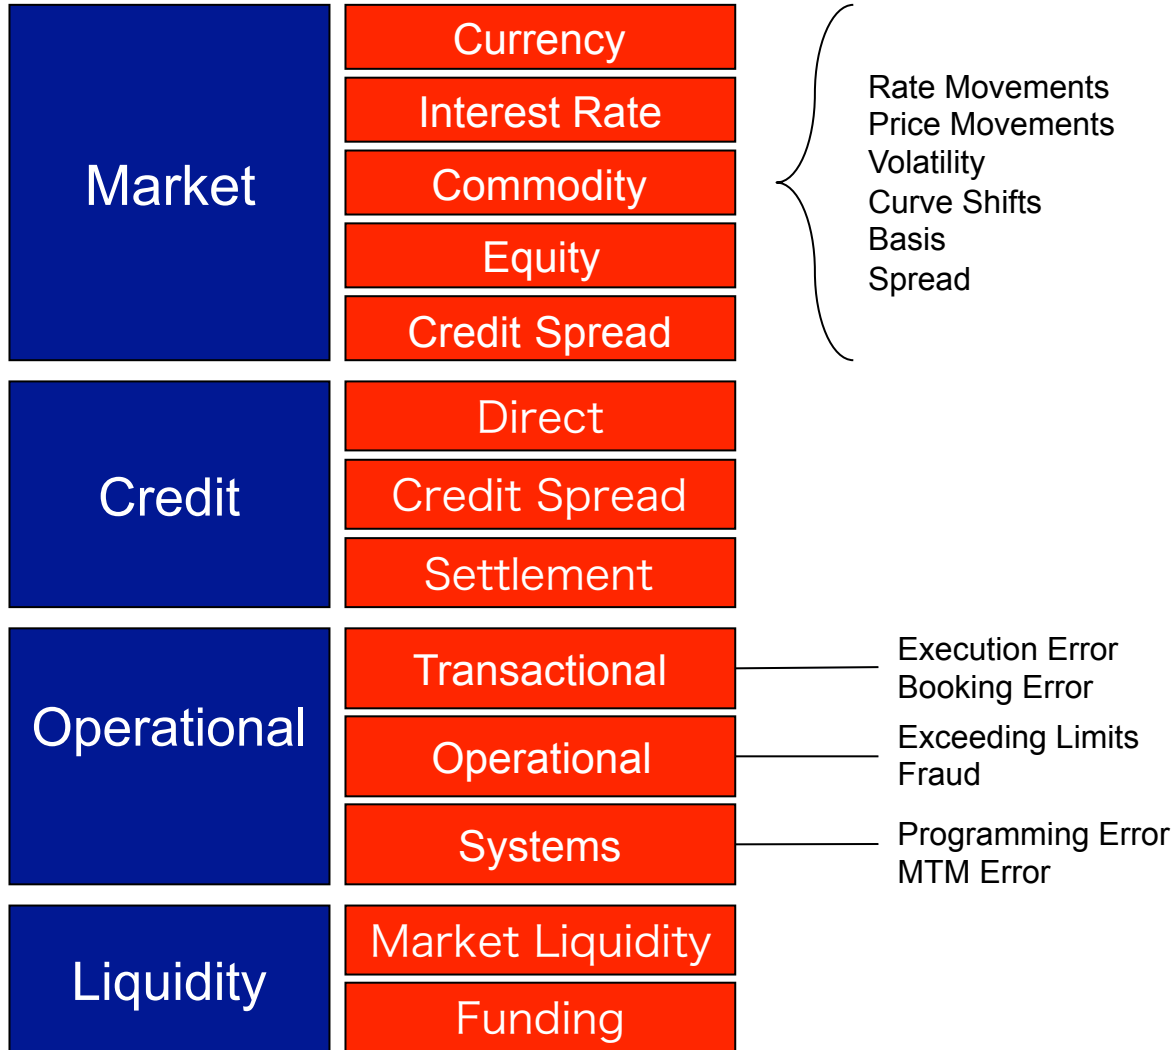 Market
Currency
Interest Rate
Commodity
Equity
Credit Spread
Rate Movements
Price Movements
Volatility
Curve Shifts
Basis
Spread
Credit
Direct
Credit Spread
Settlement
Operational
Transactional
Execution Error
Booking Error
Operational
Exceeding Limits
Fraud
Systems
Programming Error
MTM Error
Liquidity
Market Liquidity
Funding